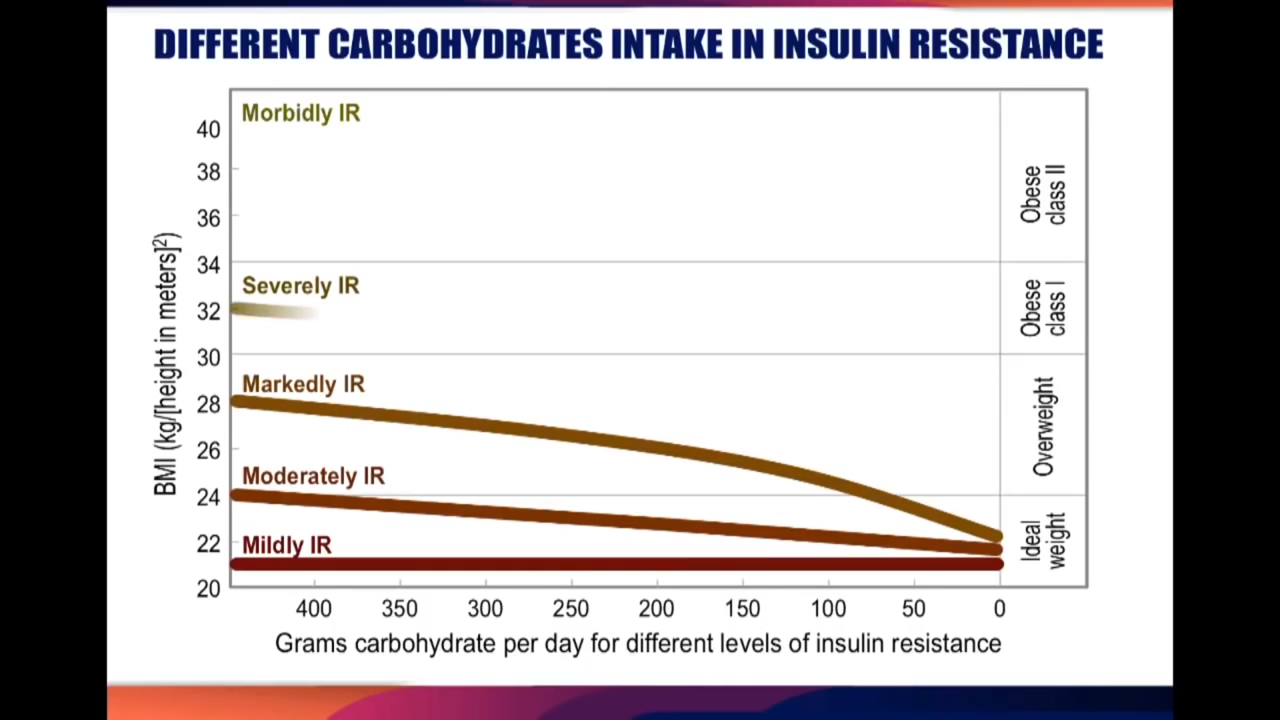 DIFFERENT CARBOHYDRATES INTAKE IN INSULIN RESISTANCE
Morbidly IR
40
38
36
34
32
30
28
26
24
22
20
BMI (kg/[height in meters]²)
Severely IR
Markedly IR
Moderately IR
Mildly IR
Obese
class II
Obese
class I
Overweight
Ideal
weight
400 350 300 250 200 150 100 50 0
Grams carbohydrate per day for different levels of insulin resistance